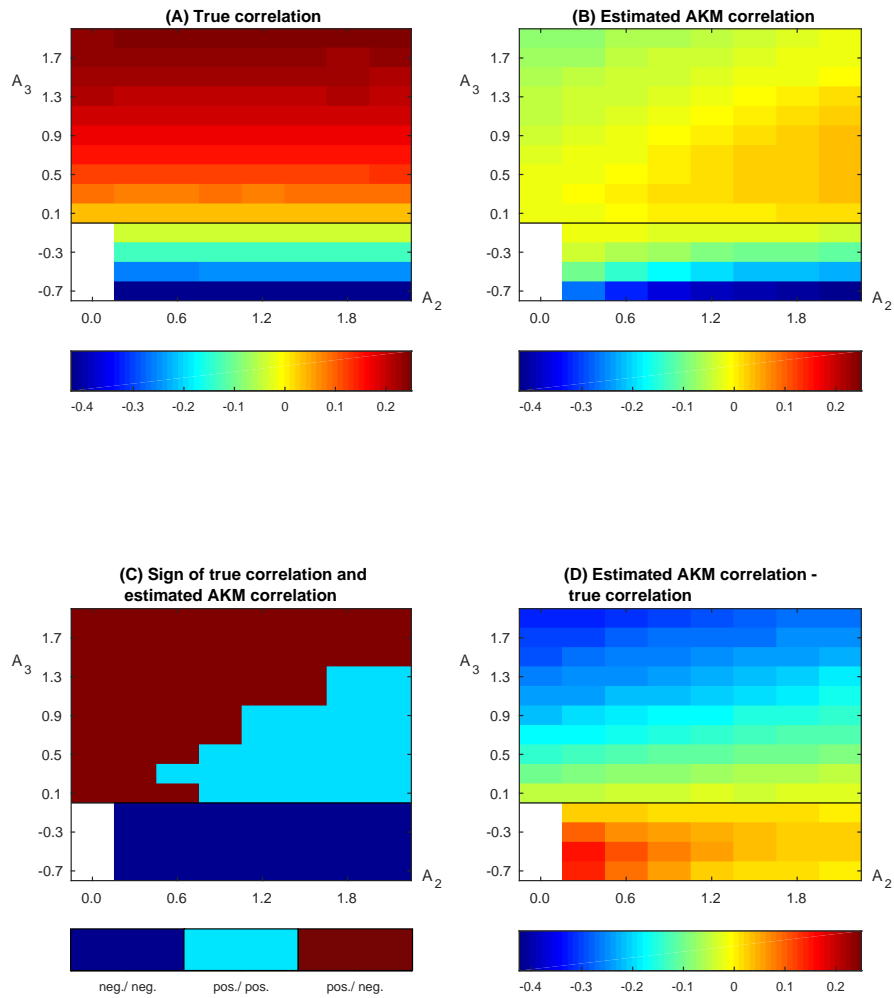 (A) True correlation
A3
1.7
1.3
0.9
0.5
0.1
-0.3
-0.7
0.0 0.6 1.2 1.8
A2
-0.4 -0.3 -0.2 -0.1 0 0.1 0.2
(B) Estimated AKM correlation
A3
1.7
1.3
0.9
0.5
0.1
-0.3
-0.7
0.0 0.6 1.2 1.8
A2
-0.4 -0.3 -0.2 -0.1 0 0.1 0.2
(C) Sign of true correlation and
estimated AKM correlation
A3
1.7
1.3
0.9
0.5
0.1
-0.3
-0.7
0.0 0.6 1.2 1.8
A2
neg./ neg. pos./ pos. pos./ neg.
(D) Estimated AKM correlation -
true correlation
A3
1.7
1.3
0.9
0.5
0.1
-0.3
-0.7
0.0 0.6 1.2 1.8
A2
-0.4 -0.3 -0.2 -0.1 0 0.1 0.2